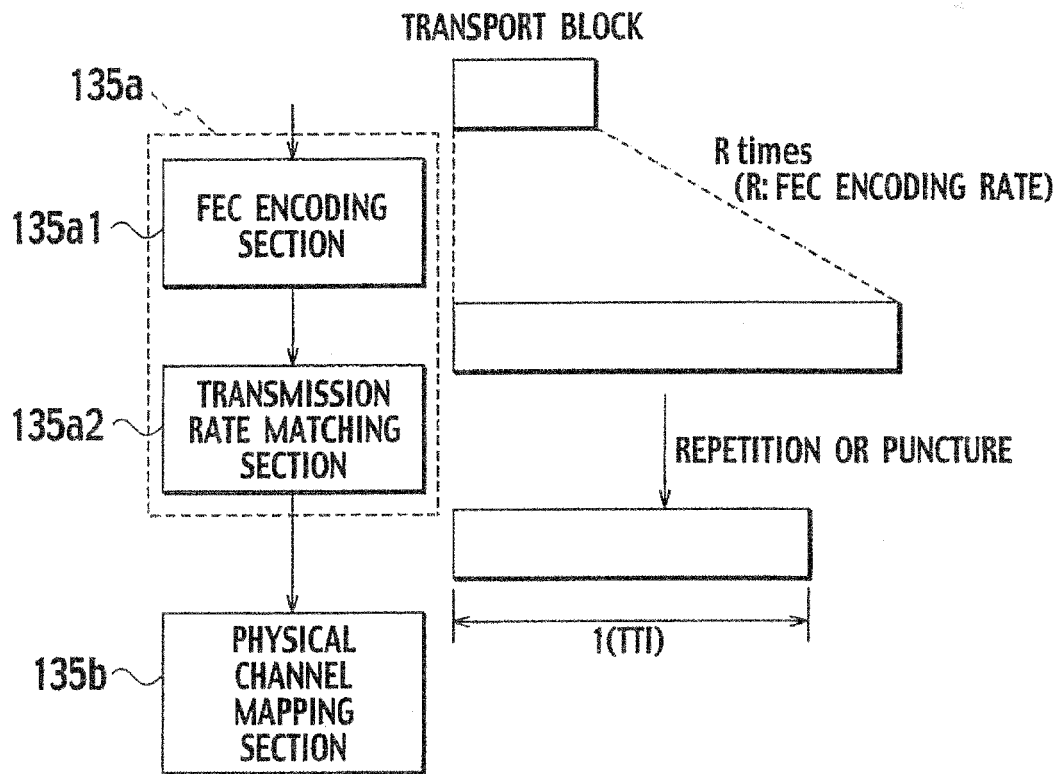 TRANSPORT BLOCK
135a
R times
(R: FEC ENCODING RATE)
135a1
FEC ENCODING
SECTION
135a2
TRANSMISSION
RATE MATCHING
SECTION
REPETITION OR PUNCTURE
1(TTI)
135b
PHYSICAL
CHANNEL
MAPPING
SECTION